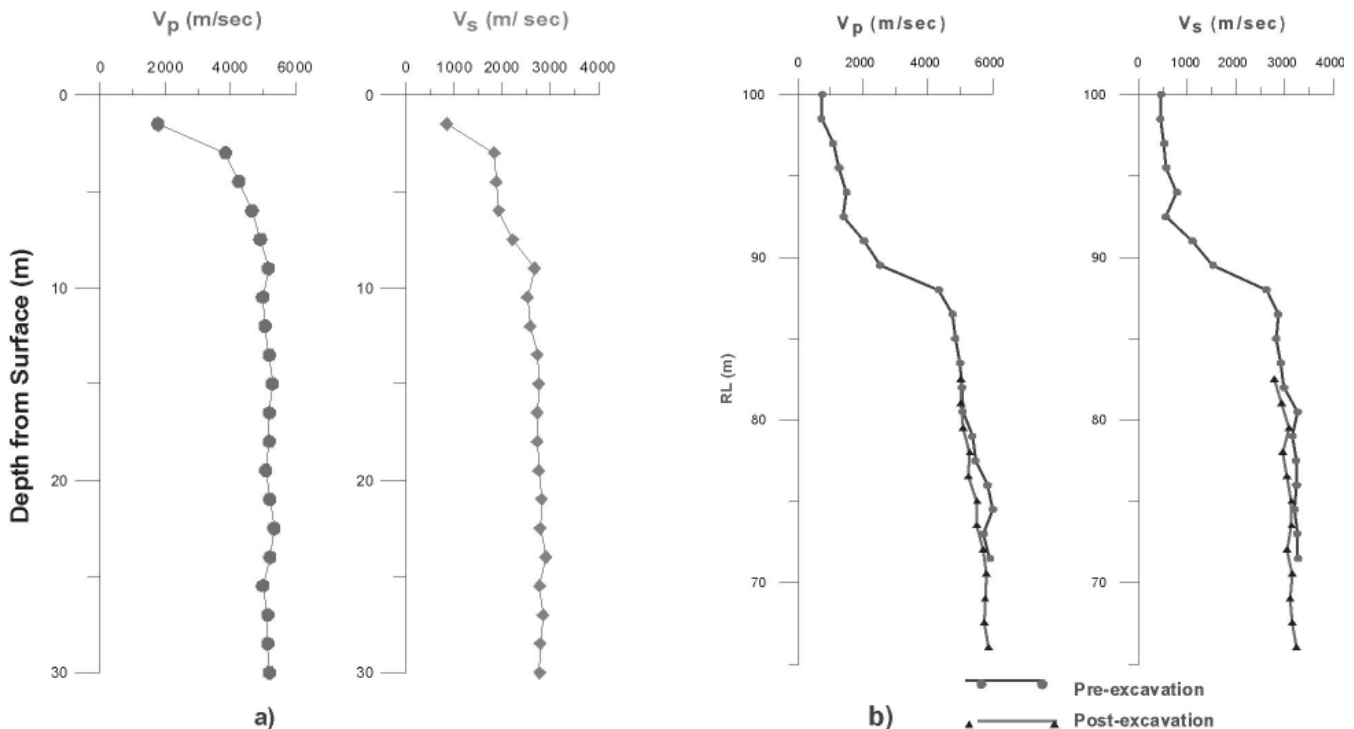 Vp (m/sec)
Vs (m/ sec)
Vp (m/sec)
Vs (m/sec)
0 2000 4000 6000
0 1000 2000 3000 4000
0 2000 4000 6000
0 1000 2000 3000 4000
0
10
20
30
Depth from Surface (m)
0
10
20
30
100
90
80
70
RL (m)
100
90
80
70
Pre-excavation
Post-excavation
a)
b)